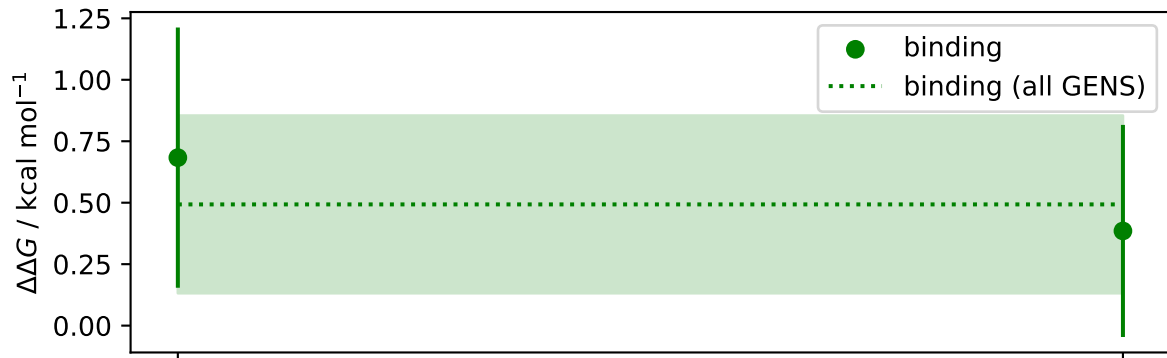 1.25
1.00
0.75
0.50
0.25
0.00
ΔΔG / kcal mol⁻¹
binding
binding (all GENS)